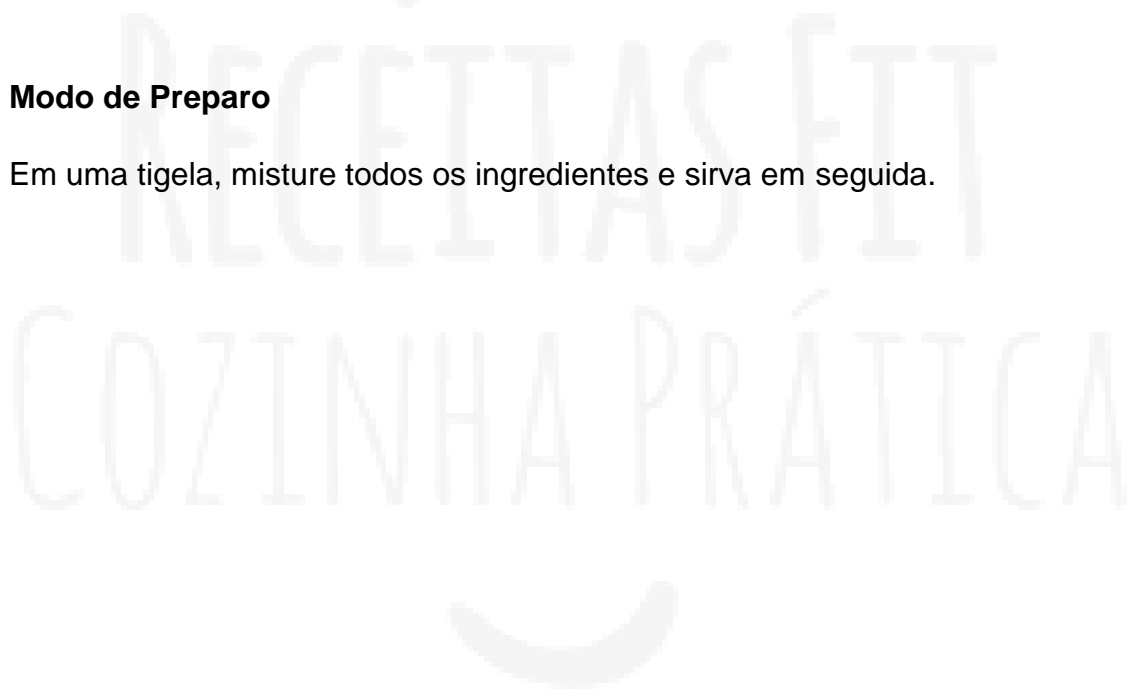 RECEITAS FIT
Modo de Preparo
Em uma tigela, misture todos os ingredientes e sirva em seguida.
COZINHA PRÁTICA